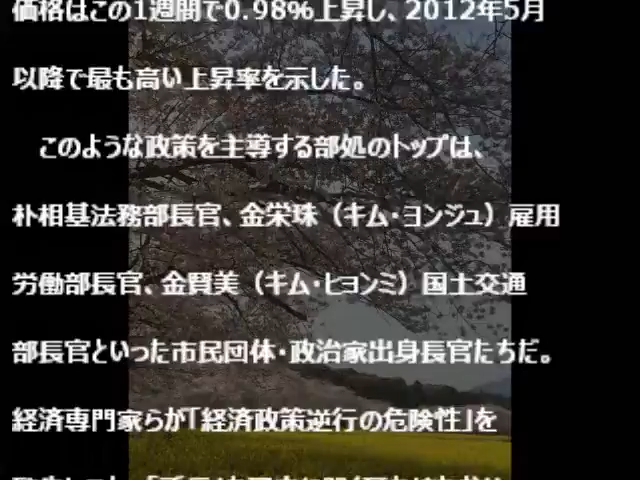 価格はこの1週間で0.98%上昇し、2012年5月
以降で最も高い上昇率を示した。
このような政策を主導する部処のトップは、
朴相基法務部長官、金栄珠（キム・ヨンジュ）雇用
労働部長官、金賢美（キム・ヒョンミ）国土交通
部長官といった市民団体・政治家出身長官たちだ。
経済専門家らが「経済政策逆行の危険性」を